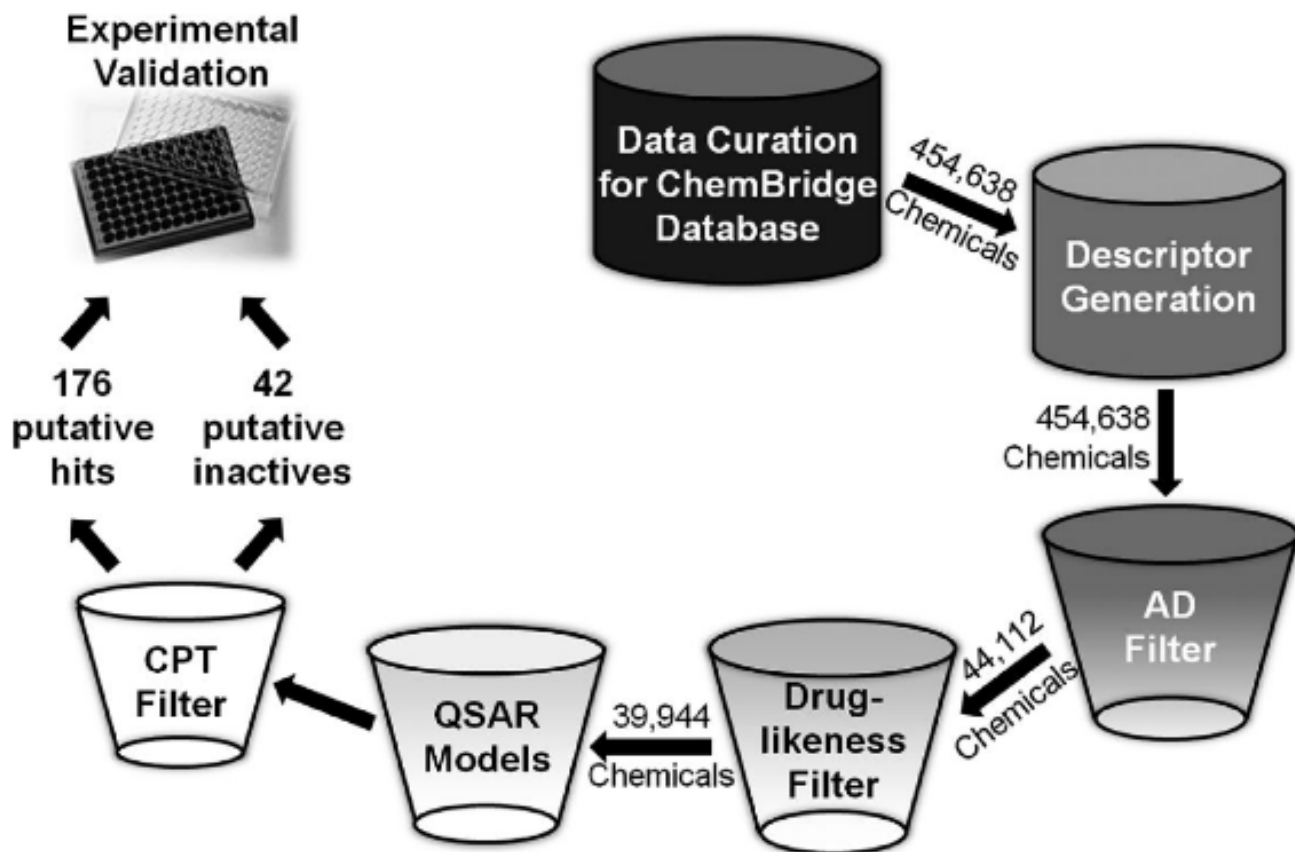 Experimental
Validation
Data Curation
for ChemBridge
Database
454,638
Chemicals
Descriptor
Generation
454,638
Chemicals
AD
Filter
44,112
Chemicals
Drug-
likeness
Filter
39,944
Chemicals
QSAR
Models
CPT
Filter
176
putative
hits
42
putative
inactives